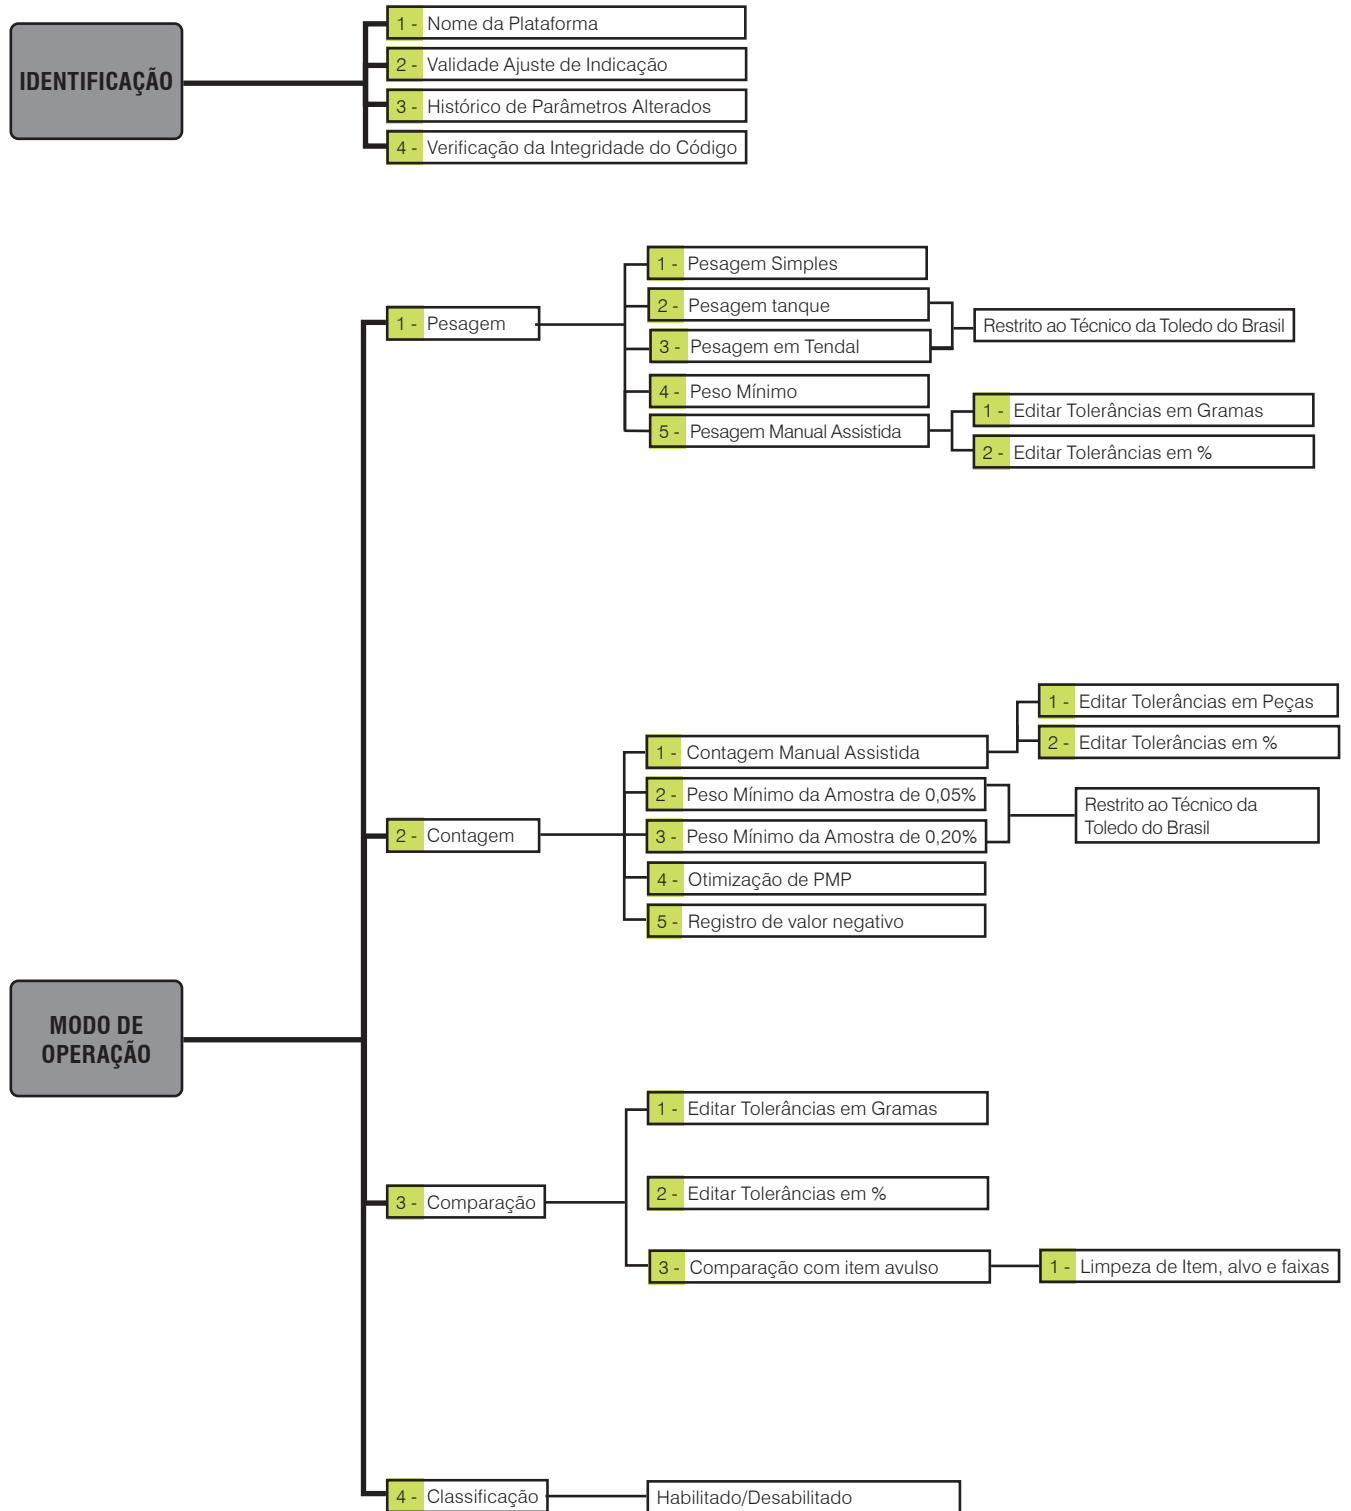 IDENTIFICAÇÃO
1 - Nome da Plataforma
2 - Validade Ajuste de Indicação
3 - Histórico de Parâmetros Alterados
4 - Verificação da Integridade do Código
MODO DE
OPERAÇÃO
1 - Pesagem
1 - Pesagem Simples
2 - Pesagem tanque
3 - Pesagem em Tendal
Restrito ao Técnico da Toledo do Brasil
4 - Peso Mínimo
5 - Pesagem Manual Assistida
1 - Editar Tolerâncias em Gramas
2 - Editar Tolerâncias em %
2 - Contagem
1 - Contagem Manual Assistida
1 - Editar Tolerâncias em Peças
2 - Editar Tolerâncias em %
2 - Peso Mínimo da Amostra de 0,05%
3 - Peso Mínimo da Amostra de 0,20%
Restrito ao Técnico da
Toledo do Brasil
4 - Otimização de PMP
5 - Registro de valor negativo
3 - Comparação
1 - Editar Tolerâncias em Gramas
2 - Editar Tolerâncias em %
3 - Comparação com item avulso
1 - Limpeza de Item, alvo e faixas
4 - Classificação
Habilitado/Desabilitado